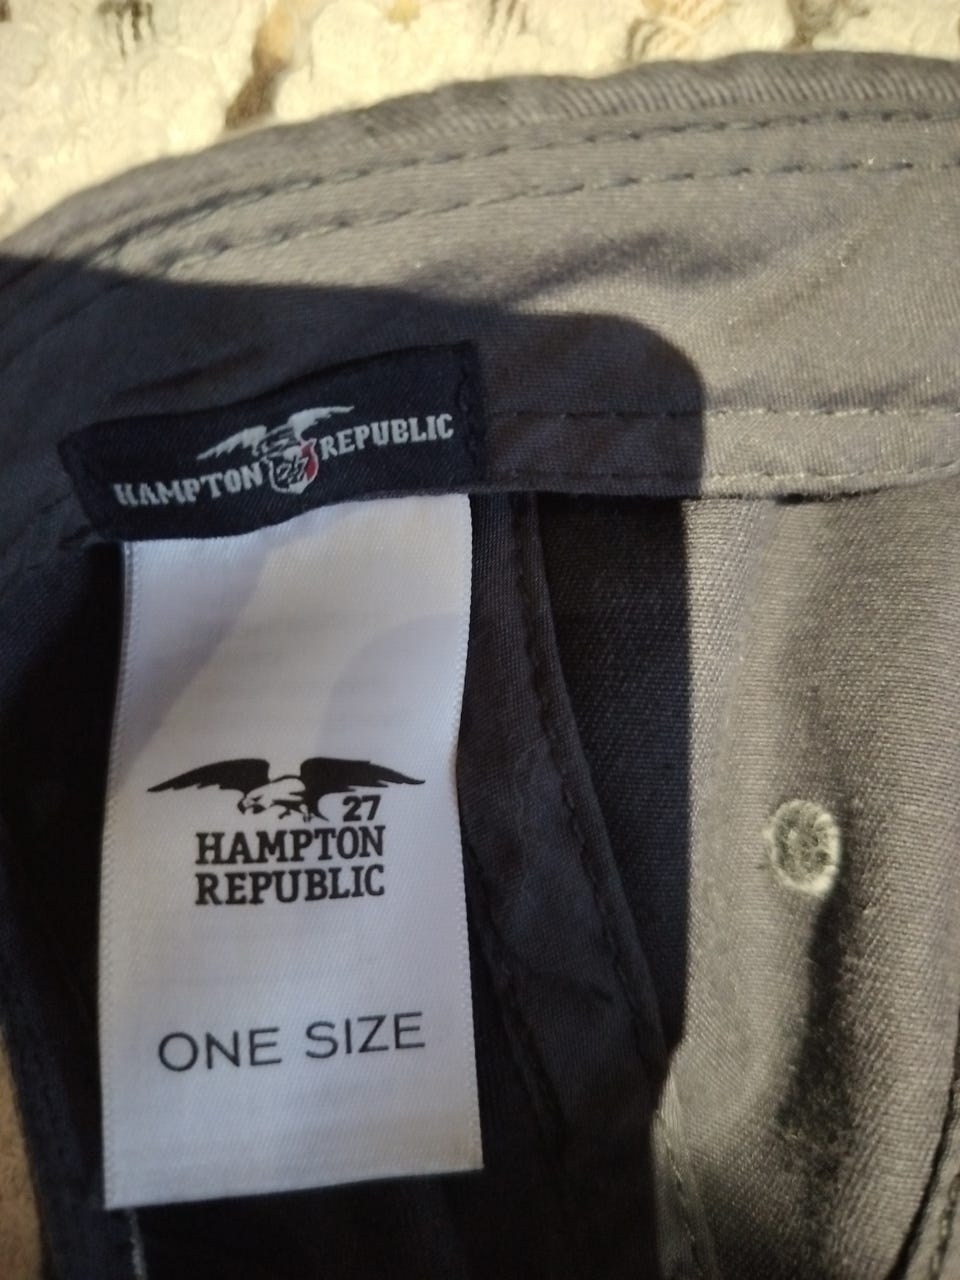 HAMPTON 27 REPUBLIC
27
HAMPTON
REPUBLIC
ONE SIZE